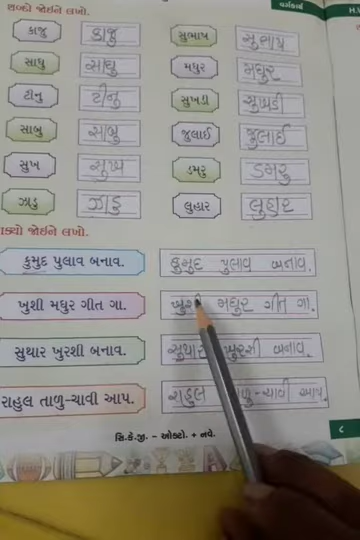 શબ્દો જોઈને લખો.
વર્ગકાર્ય
કાજુ કાજુ સુભાષ સુભાષ
સાધુ સાધુ મધુર મધુર
ટીનુ ટીનુ સુખડી સુખડી
સાબુ સાબુ જુલાઈ જુલાઈ
સુખ સુખ ડમરુ ડમરુ
ઝાડુ ઝાડુ લુહાર લુહાર
જોઈને લખો.
કુમુદ પુલાવ બનાવ. કુમુદ પુલાવ બનાવ.
ખુશી મધુર ગીત ગા. ખુશી મધુર ગીત ગા.
સુથાર ખુરશી બનાવ. સુથાર ખુરસી બનાવ.
રાહુલ તાળુ-ચાવી આપ. રાહુલ તાળુ-ચાવી આપ.
સિ.કે.જી. - ઓક્ટો. + નવે.
૮